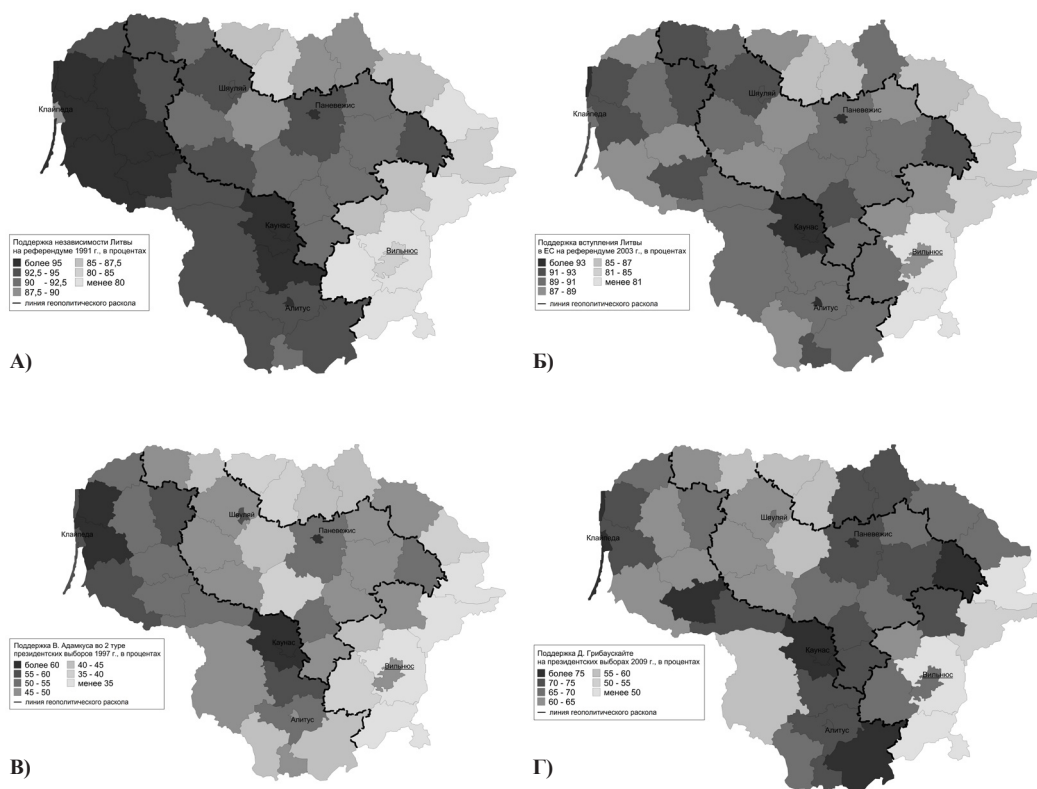 Клайпеда
Шяуляй
Паневежис
Каунас
Вильнюс
Алитус
Поддержка независимости Литвы
на референдуме 1991 г., в процентах
более 95
92,5 - 95
90 - 92,5
87,5 - 90
85 - 87,5
80 - 85
менее 80
линия геополитического раскола
А)
Клайпеда
Шяуляй
Паневежис
Каунас
Вильнюс
Алитус
Поддержка вступления Литвы
в ЕС на референдуме 2003 г., в процентах
более 93
91 - 93
89 - 91
87 - 89
85 - 87
81 - 85
менее 81
линия геополитического раскола
Б)
Клайпеда
Шяуляй
Паневежис
Каунас
Вильнюс
Алитус
Поддержка В. Адамкуса во 2 туре
президентских выборов 1997 г., в процентах
более 60
55 - 60
50 - 55
45 - 50
40 - 45
35 - 40
менее 35
линия геополитического раскола
В)
Клайпеда
Шяуляй
Паневежис
Каунас
Вильнюс
Алитус
Поддержка Д. Грибаускайте
на президентских выборах 2009 г., в процентах
более 75
70 - 75
65 - 70
60 - 65
55 - 60
50 - 55
менее 50
линия геополитического раскола
Г)